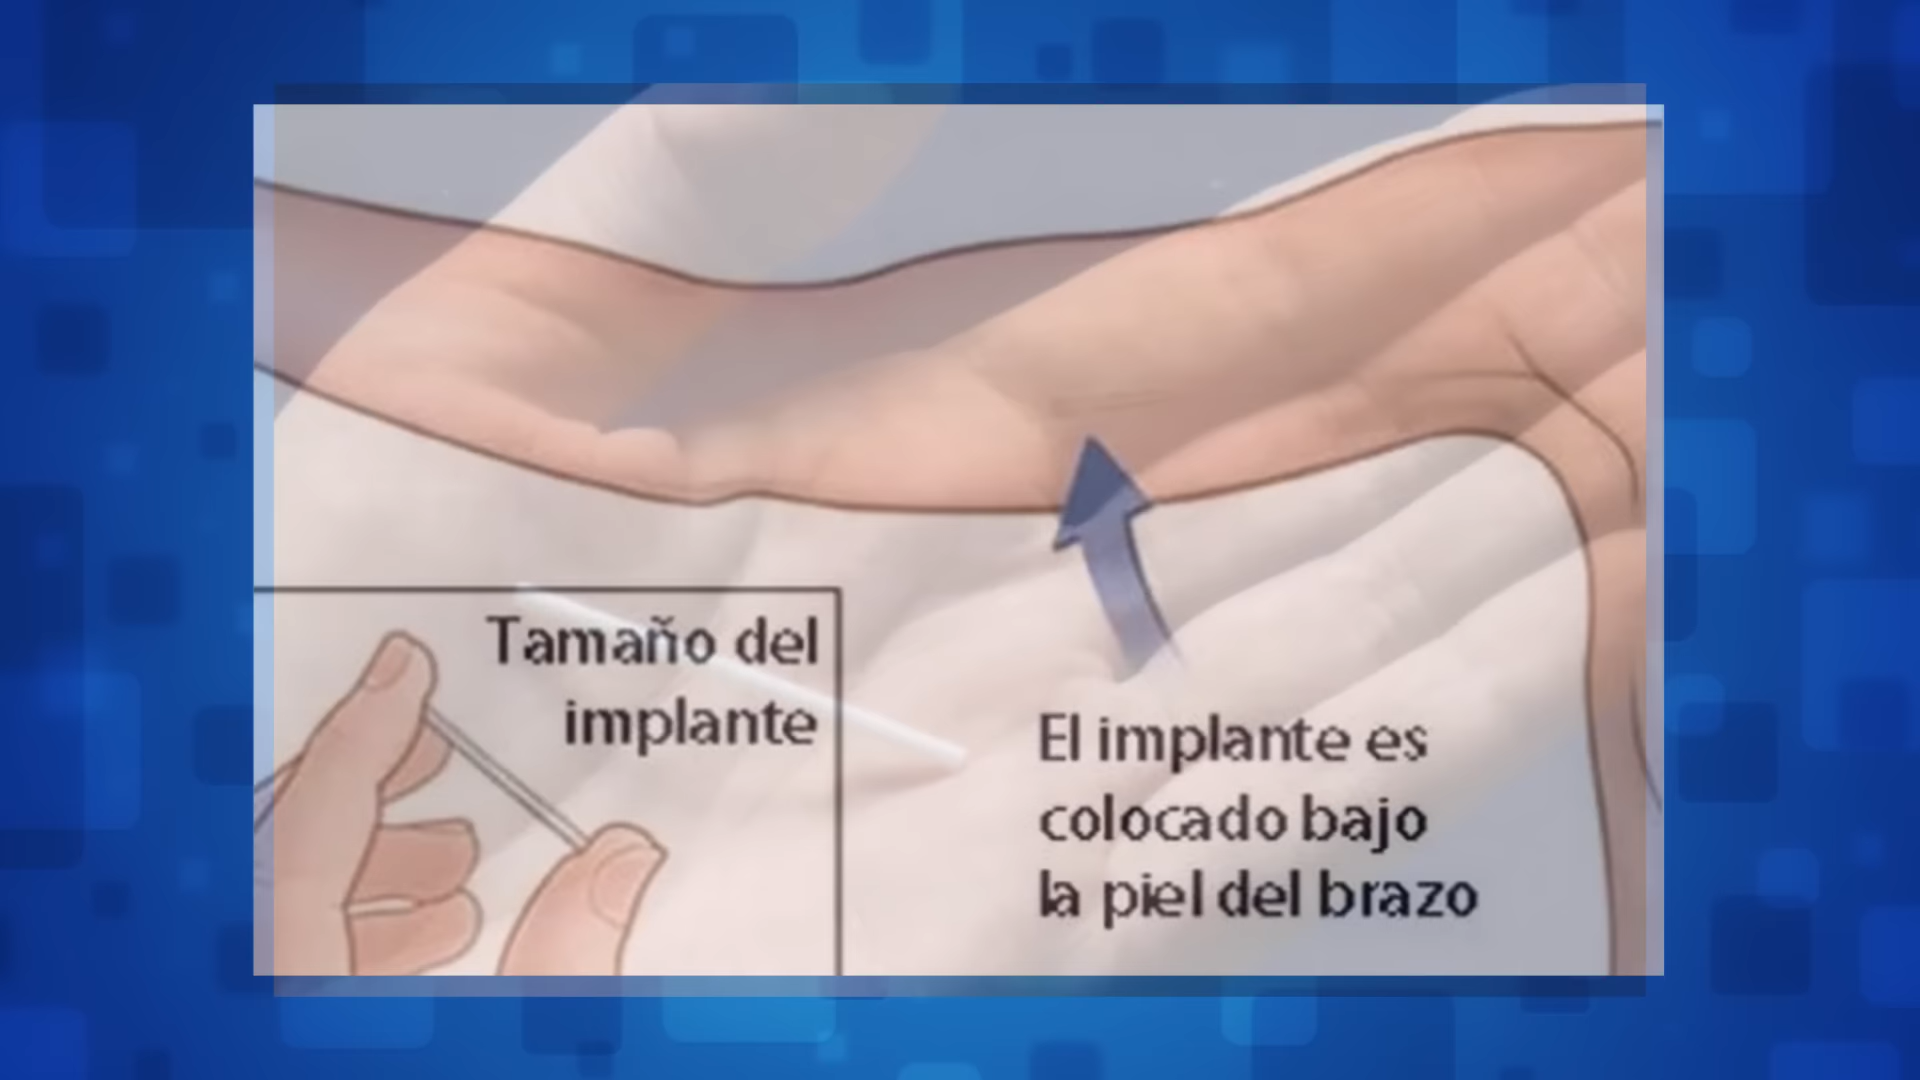 Tamaño del
implante
El implante es
colocado bajo
la piel del brazo